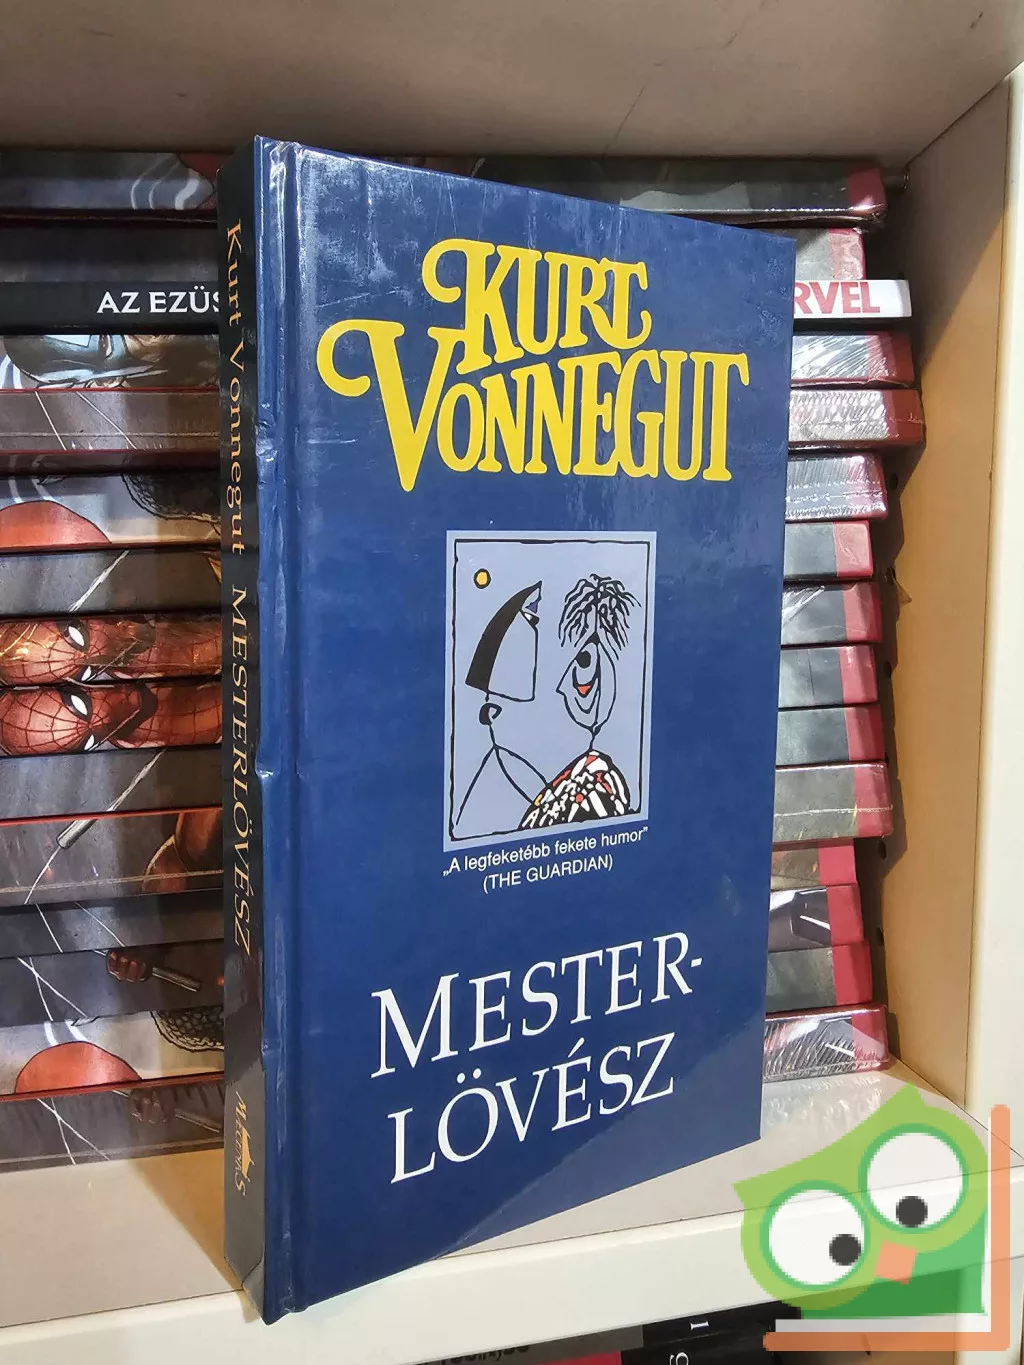 KURT
VONNEGUT
„A legfeketébb fekete humor”
(THE GUARDIAN)
MESTER-
LÖVÉSZ
Kurt Vonnegut MESTERLÖVÉSZ
AZ EZÜS
RVEL